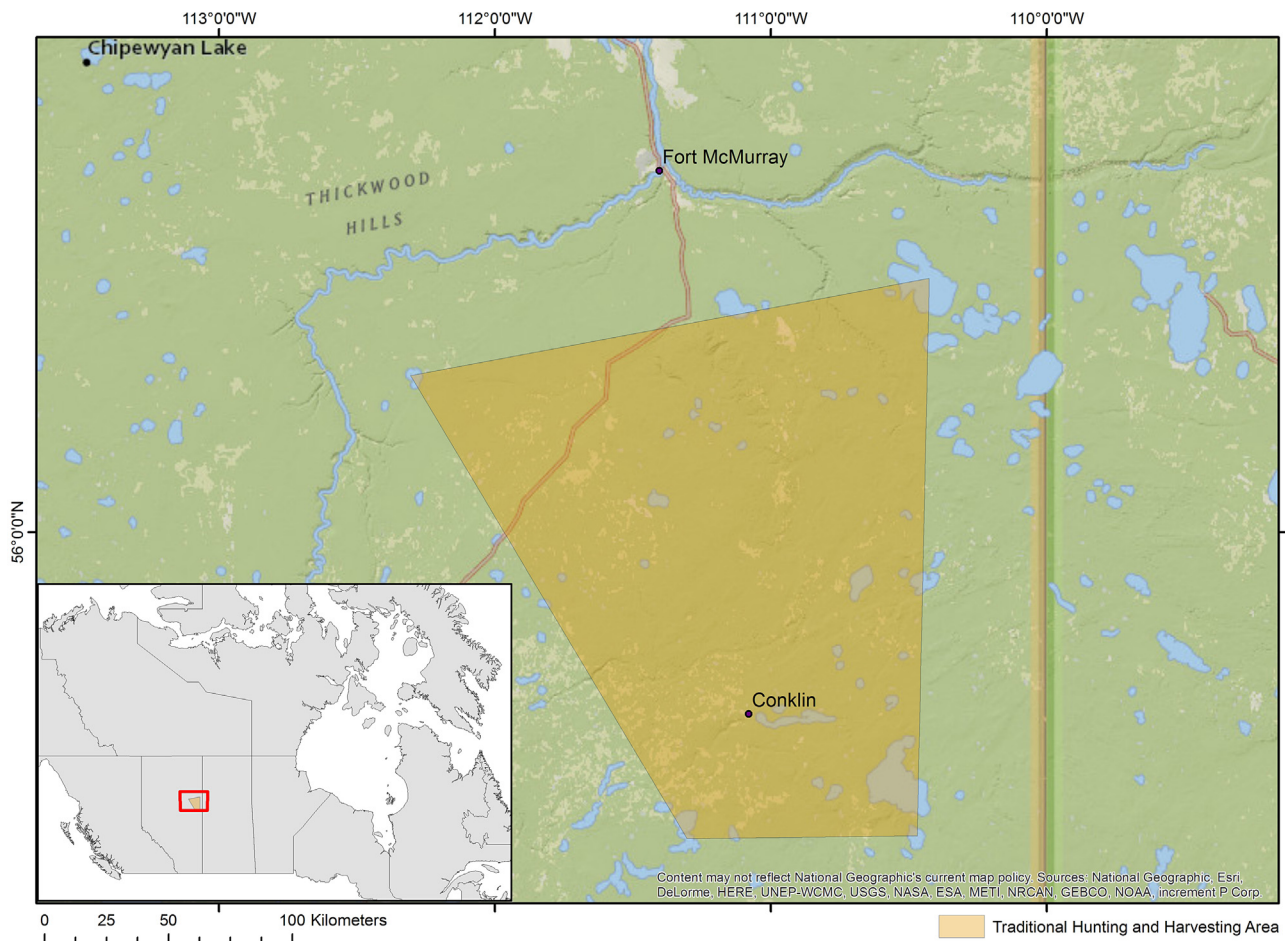 113°0'0"W 112°0'0"W 111°0'0"W 110°0'0"W
Chipewyan Lake
Fort McMurray
THICKWOOD
HILLS
56°0'0"N
Conklin
Content may not reflect National Geographic's current map policy. Sources: National Geographic, Esri,
DeLorme, HERE, UNEP-WCMC, USGS, NASA, ESA, METI, NRCAN, GEBCO, NOAA, increment P Corp.
0 25 50 100 Kilometers
Traditional Hunting and Harvesting Area